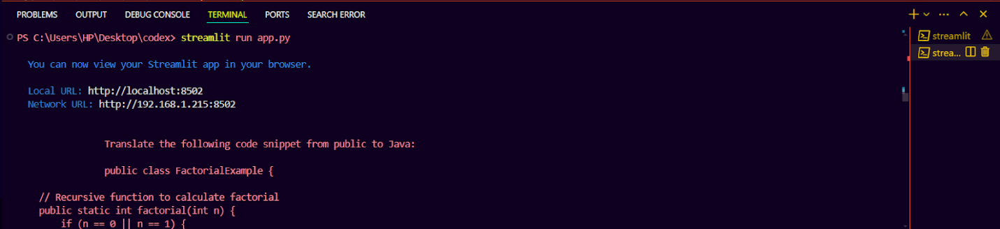 PROBLEMS OUTPUT DEBUG CONSOLE TERMINAL PORTS SEARCH ERROR
PS C:\Users\HP\Desktop\codex> streamlit run app.py
streamlit
strea...
You can now view your Streamlit app in your browser.
Local URL: http://localhost:8502
Network URL: http://192.168.1.215:8502
Translate the following code snippet from public to Java:
public class FactorialExample {
// Recursive function to calculate factorial
public static int factorial(int n) {
if (n == 0 || n == 1) {